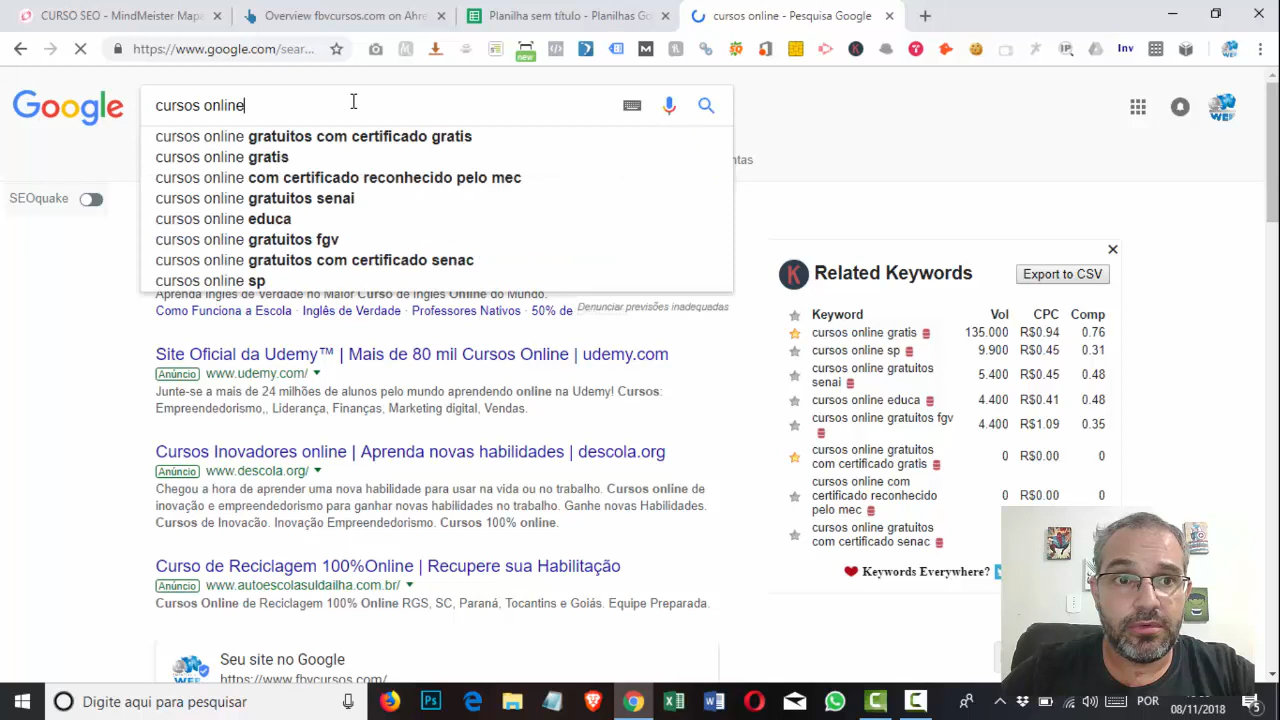 CURSO SEO - MindMeister Mapa
Overview fbvcursos.com on Ahre
Planilha sem título - Planilhas Go
cursos online - Pesquisa Google
https://www.google.com/sear...
new
Inv
Google
cursos online
cursos online gratuitos com certificado gratis
cursos online gratis
cursos online com certificado reconhecido pelo mec
cursos online gratuitos senai
cursos online educa
cursos online gratuitos fgv
cursos online gratuitos com certificado senac
cursos online sp
Denunciar previsões inadequadas
ntas
SEOquake
Aprenda Inglês de Verdade no Maior Curso de Inglês Online do Mundo.
Como Funciona a Escola · Inglês de Verdade · Professores Nativos · 50% de
Site Oficial da Udemy™ | Mais de 80 mil Cursos Online | udemy.com
Anúncio www.udemy.com/
Junte-se a mais de 24 milhões de alunos pelo mundo aprendendo online na Udemy! Cursos:
Empreendedorismo,, Liderança, Finanças, Marketing digital, Vendas.
Cursos Inovadores online | Aprenda novas habilidades | descola.org
Anúncio www.descola.org/
Chegou a hora de aprender uma nova habilidade para usar na vida ou no trabalho. Cursos online de
inovação e empreendedorismo para ganhar novas habilidades no trabalho. Ganhe novas Habilidades.
Cursos de Inovacão. Inovação Empreendedorismo. Cursos 100% online.
Curso de Reciclagem 100%Online | Recupere sua Habilitação
Anúncio www.autoescolasuldailha.com.br/
Cursos Online de Reciclagem 100% Online RGS, SC, Paraná, Tocantins e Goiás. Equipe Preparada.
Seu site no Google
https://www.fbvcursos.com/
Related Keywords
Export to CSV
Keyword Vol CPC Comp
cursos online gratis 135.000 R$0.94 0.76
cursos online sp 9.900 R$0.45 0.31
cursos online gratuitos
senai 5.400 R$0.45 0.48
cursos online educa 4.400 R$0.41 0.48
cursos online gratuitos fgv 4.400 R$1.09 0.35
cursos online gratuitos
com certificado gratis 0 R$0.00 0
cursos online com
certificado reconhecido
pelo mec 0 R$0.00 0
cursos online gratuitos
com certificado senac 0 R$0.00 0
Keywords Everywhere?
Digite aqui para pesquisar
POR
08/11/2018
5